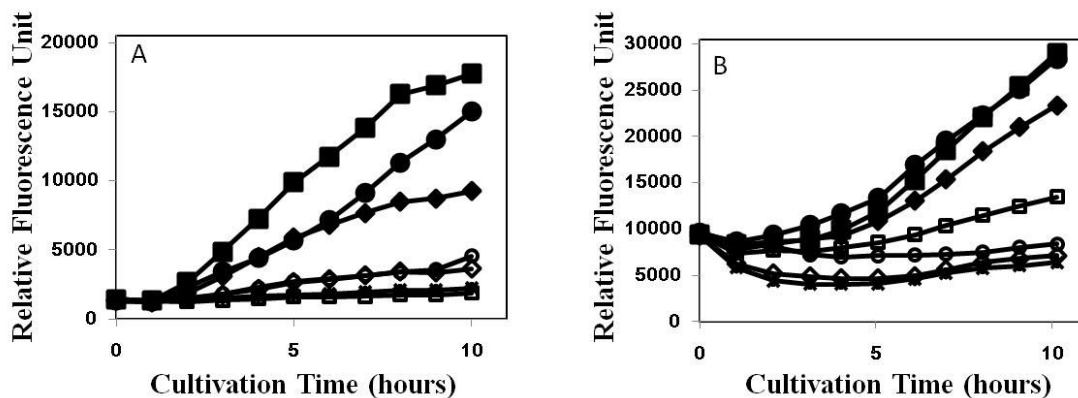 Relative Fluorescence Unit
20000
15000
10000
5000
0
A
0 5 10
Cultivation Time (hours)
Relative Fluorescence Unit
30000
25000
20000
15000
10000
5000
0
B
0 5 10
Cultivation Time (hours)